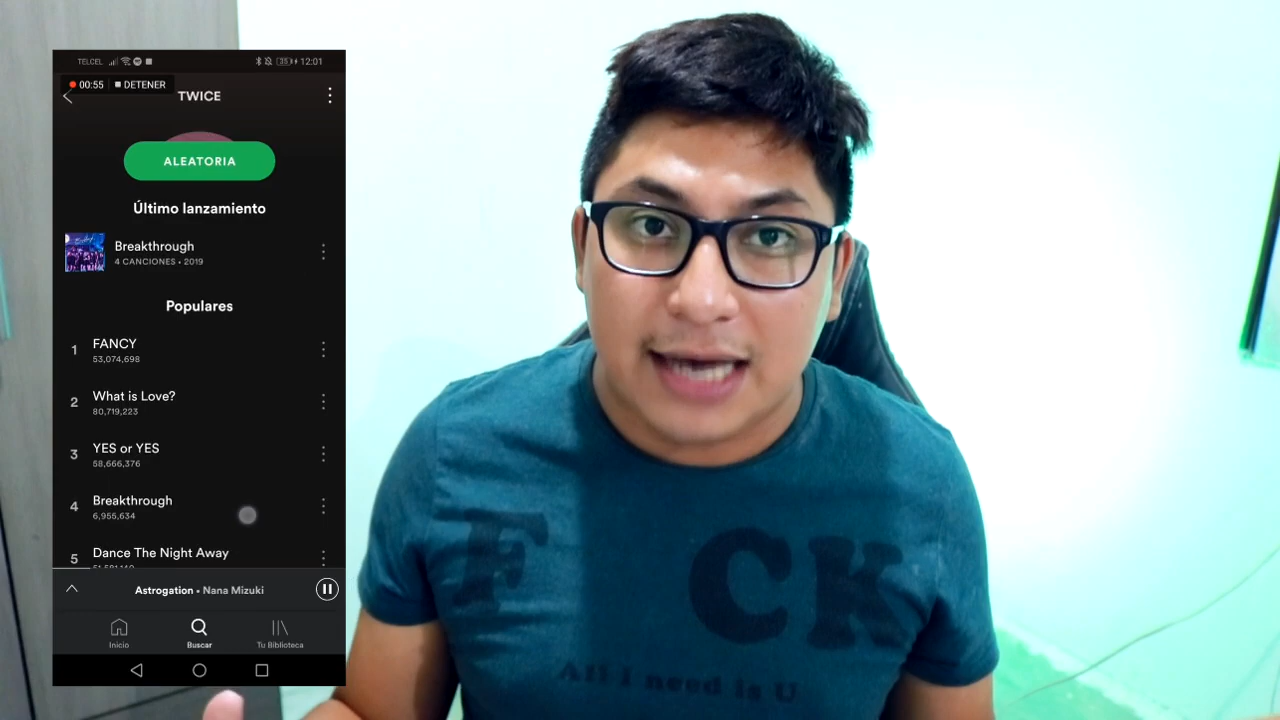 TELCEL 35 12:01
00:55 DETENER
TWICE
ALEATORIA
Último lanzamiento
Breakthrough
4 CANCIONES • 2019
Populares
1 FANCY
53,074,698
2 What is Love?
80,719,223
3 YES or YES
58,666,376
4 Breakthrough
6,955,634
5 Dance The Night Away
Astrogation • Nana Mizuki
Inicio Buscar Tu Biblioteca
F CK
All I need is U